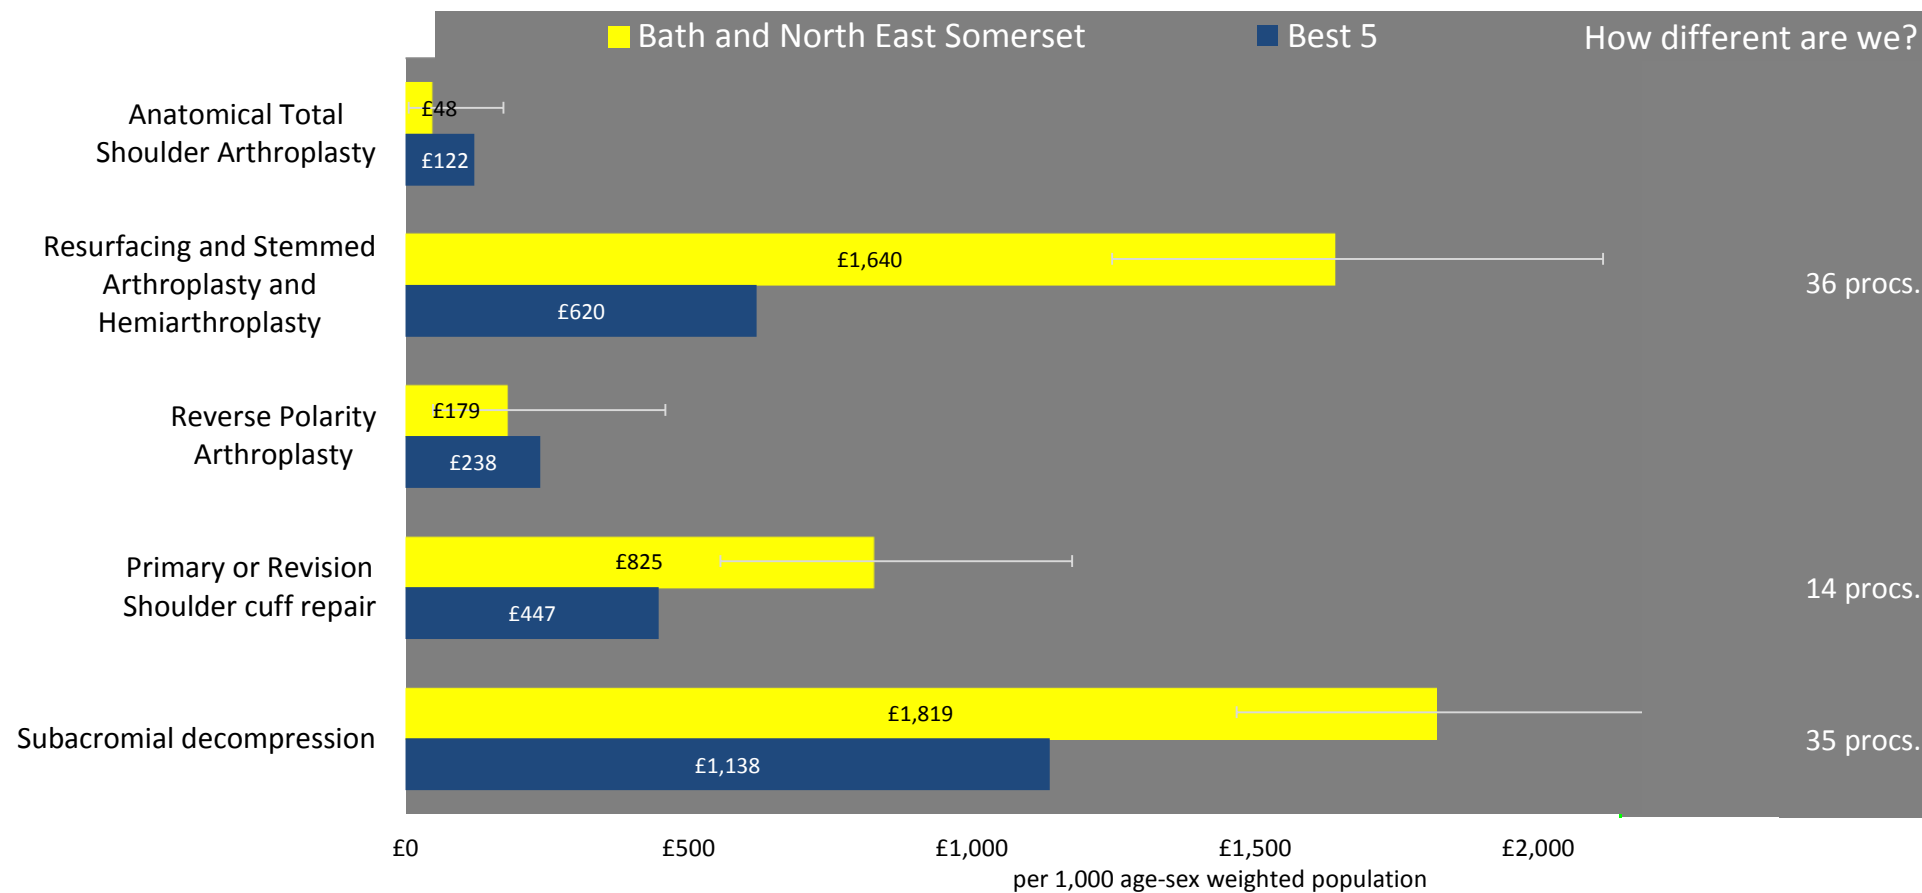 Bath and North East Somerset
Best 5
How different are we?
Anatomical Total
Shoulder Arthroplasty
£48
£122
Resurfacing and Stemmed
Arthroplasty and
Hemiarthroplasty
£1,640
£620
36 procs.
Reverse Polarity
Arthroplasty
£179
£238
Primary or Revision
Shoulder cuff repair
£825
£447
14 procs.
Subacromial decompression
£1,819
£1,138
35 procs.
£0 £500 £1,000 £1,500 £2,000
per 1,000 age-sex weighted population